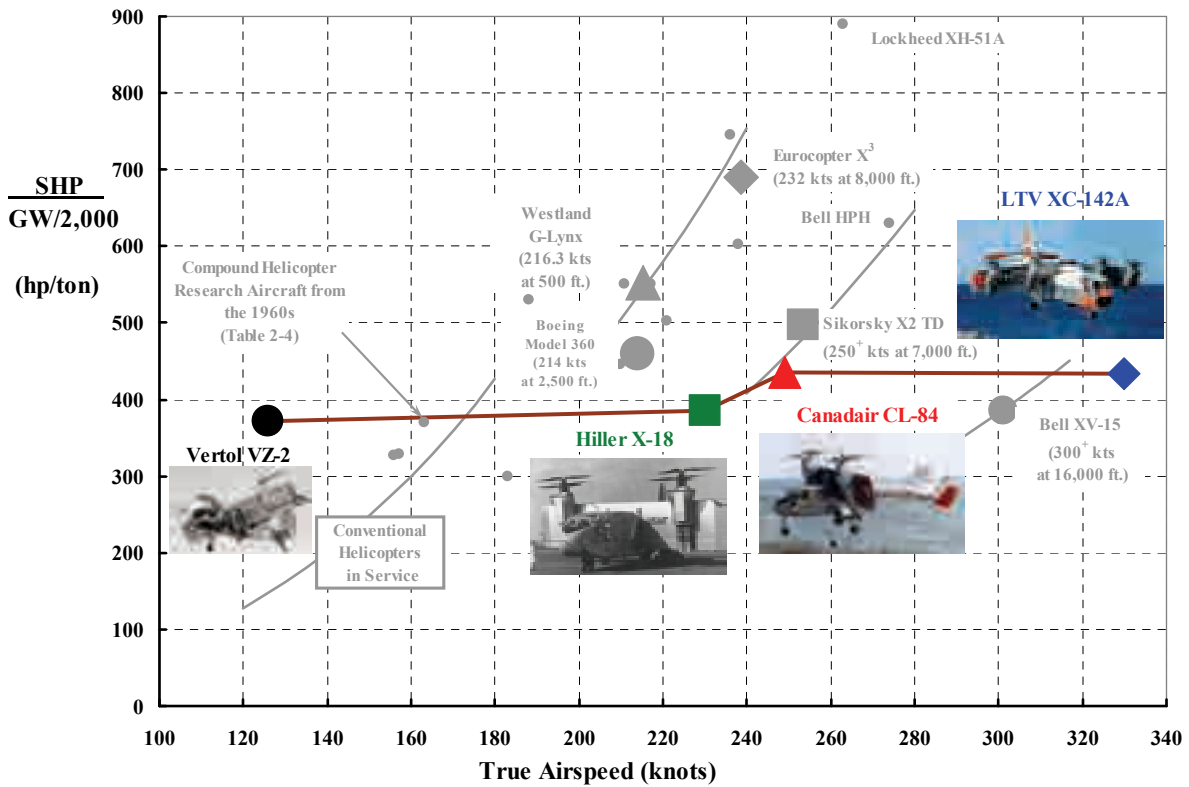 900
800
700
600
500
400
300
200
100
0
SHP
GW/2,000
(hp/ton)
100 120 140 160 180 200 220 240 260 280 300 320 340
True Airspeed (knots)
Lockheed XH-51A
Eurocopter X³
(232 kts at 8,000 ft.)
LTV XC-142A
Westland
G-Lynx
(216.3 kts
at 500 ft.)
Bell HPH
Compound Helicopter
Research Aircraft from
the 1960s
(Table 2-4)
Boeing
Model 360
(214 kts
at 2,500 ft.)
Sikorsky X2 TD
(250⁺ kts at 7,000 ft.)
Canadair CL-84
Bell XV-15
(300⁺ kts
at 16,000 ft.)
Hiller X-18
Vertol VZ-2
Conventional
Helicopters
in Service